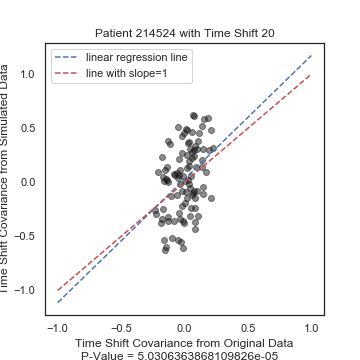 Patient 214524 with Time Shift 20
linear regression line
line with slope=1
Time Shift Covariance from Simulated Data
1.0
0.5
0.0
−0.5
−1.0
−1.0 −0.5 0.0 0.5 1.0
Time Shift Covariance from Original Data
P-Value = 5.0306363868109826e-05